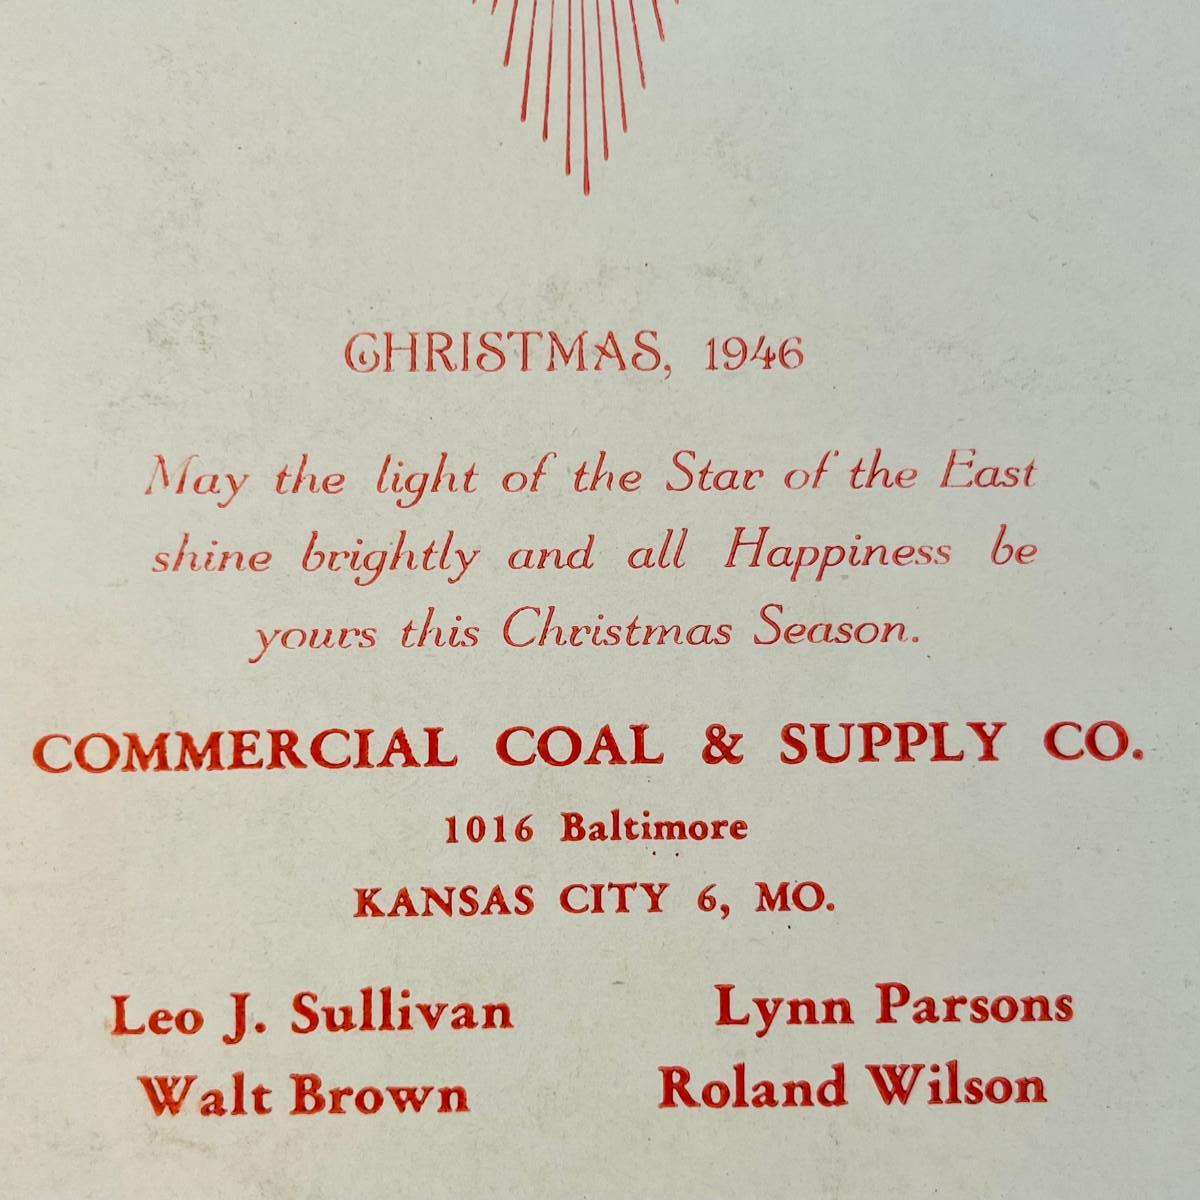 CHRISTMAS, 1946
May the light of the Star of the East
shine brightly and all Happiness be
yours this Christmas Season.
COMMERCIAL COAL & SUPPLY CO.
1016 Baltimore
KANSAS CITY 6, MO.
Leo J. Sullivan
Lynn Parsons
Walt Brown
Roland Wilson